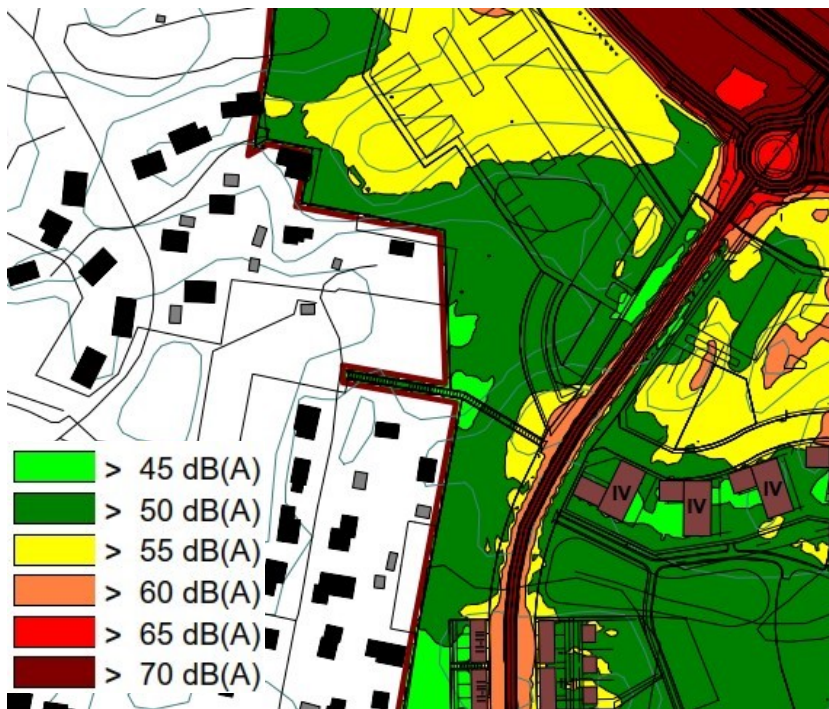 IV
IV
IV
> 45 dB(A)
> 50 dB(A)
> 55 dB(A)
> 60 dB(A)
> 65 dB(A)
> 70 dB(A)